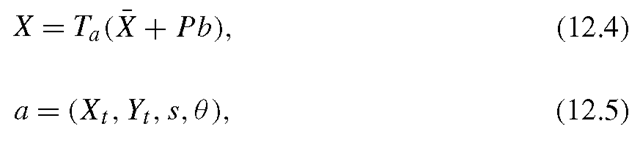 X = T_a(X̄ + Pb), (12.4)
a = (X_t, Y_t, s, θ), (12.5)